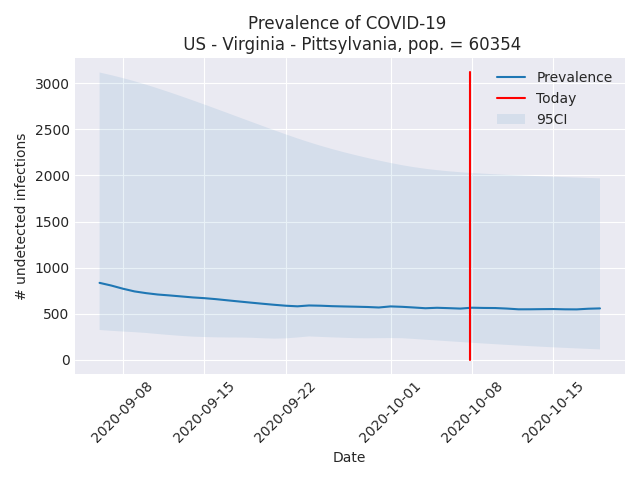 Prevalence of COVID-19
US - Virginia - Pittsylvania, pop. = 60354
Prevalence
Today
95CI
# undetected infections
3000
2500
2000
1500
1000
500
0
2020-09-08
2020-09-15
2020-09-22
2020-10-01
2020-10-08
2020-10-15
Date